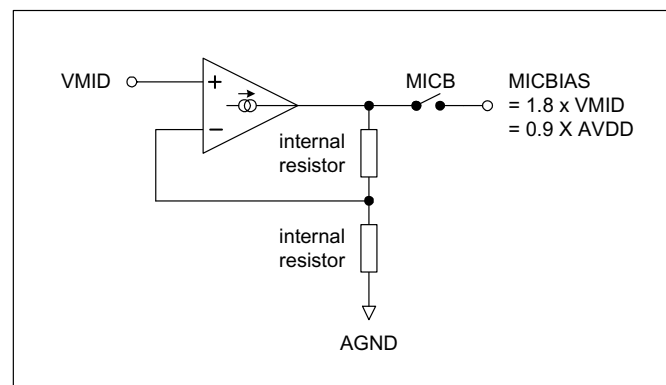 VMID
+
−
MICB
MICBIAS
= 1.8 x VMID
= 0.9 X AVDD
internal
resistor
internal
resistor
AGND